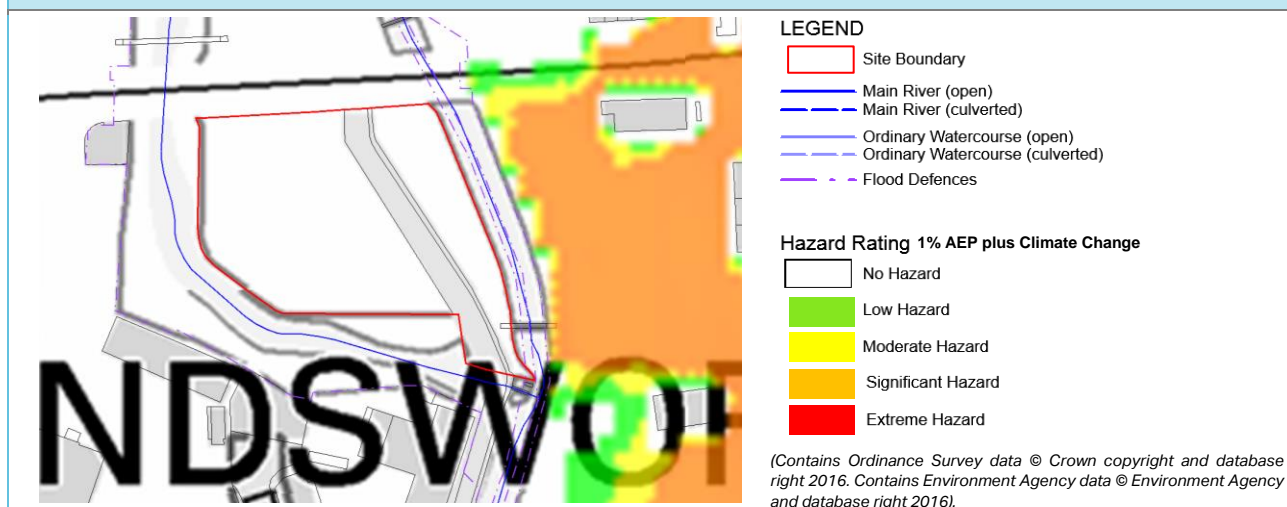 LEGEND
Site Boundary
Main River (open)
Main River (culverted)
Ordinary Watercourse (open)
Ordinary Watercourse (culverted)
Flood Defences
Hazard Rating 1% AEP plus Climate Change
No Hazard
Low Hazard
Moderate Hazard
Significant Hazard
Extreme Hazard
(Contains Ordinance Survey data © Crown copyright and database
right 2016. Contains Environment Agency data © Environment Agency
and database right 2016).
NDSWOR